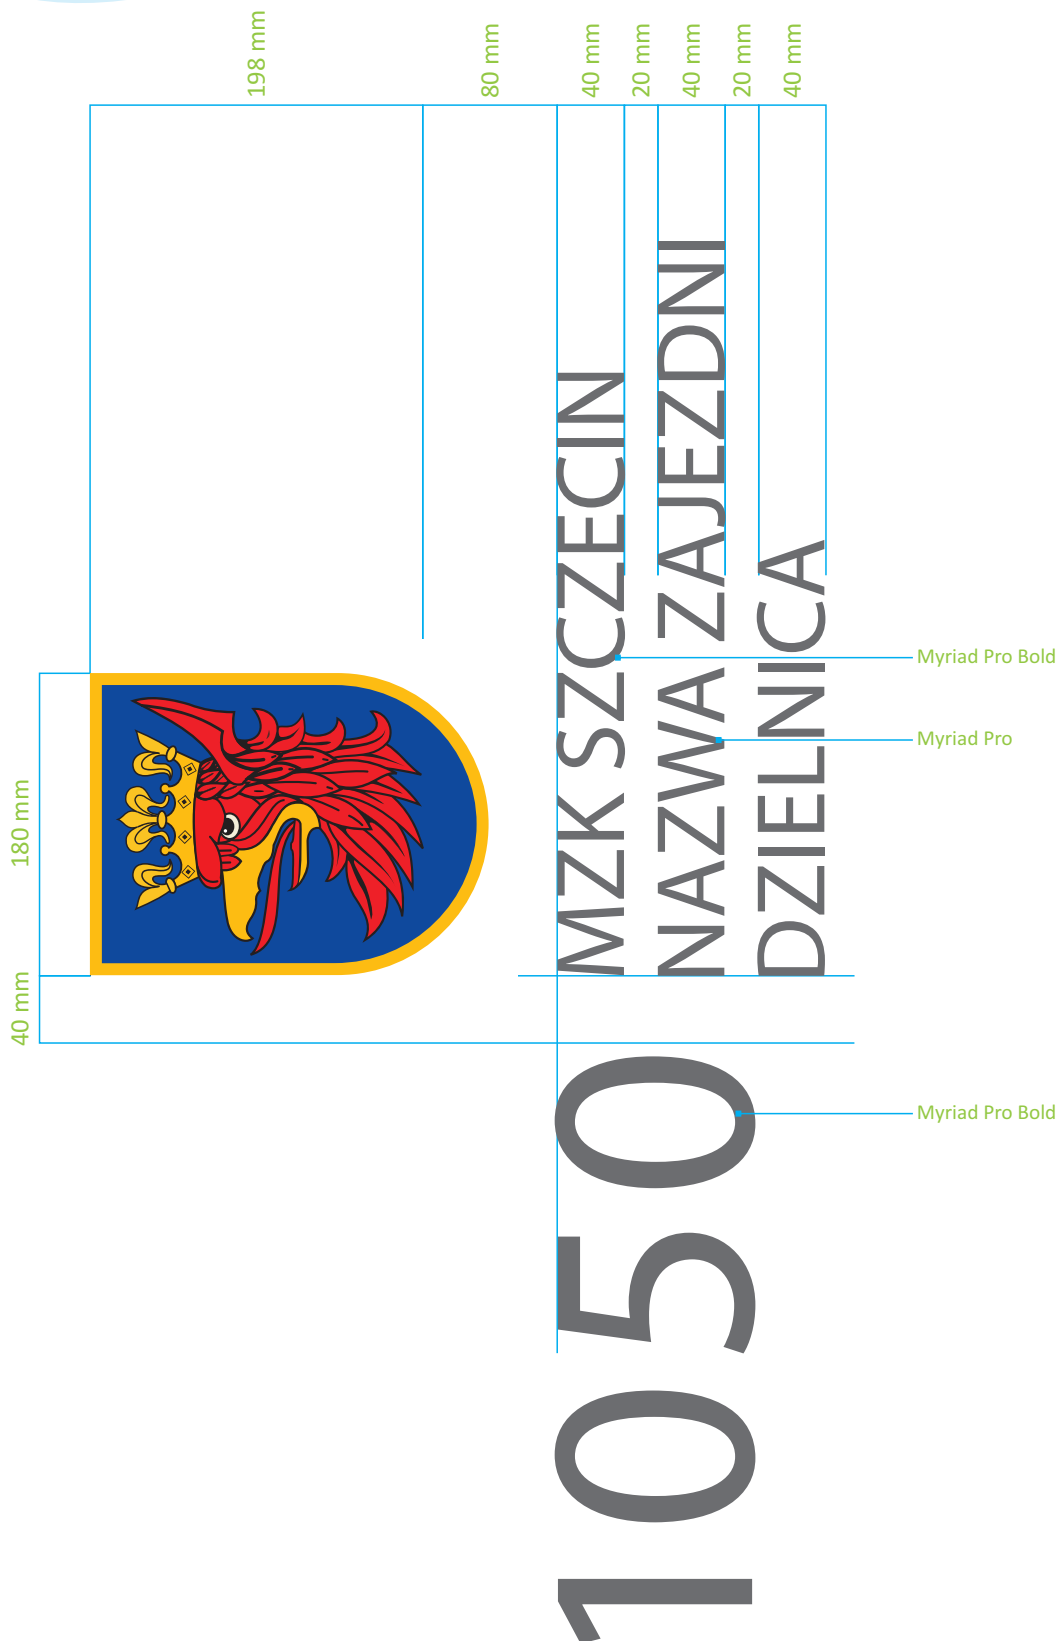 198 mm
80 mm
40 mm
20 mm
40 mm
20 mm
40 mm
180 mm
40 mm
MZK SZCZECIN
NAZWA ZAJEZDNI
DZIELNICA
1050
Myriad Pro Bold
Myriad Pro
Myriad Pro Bold